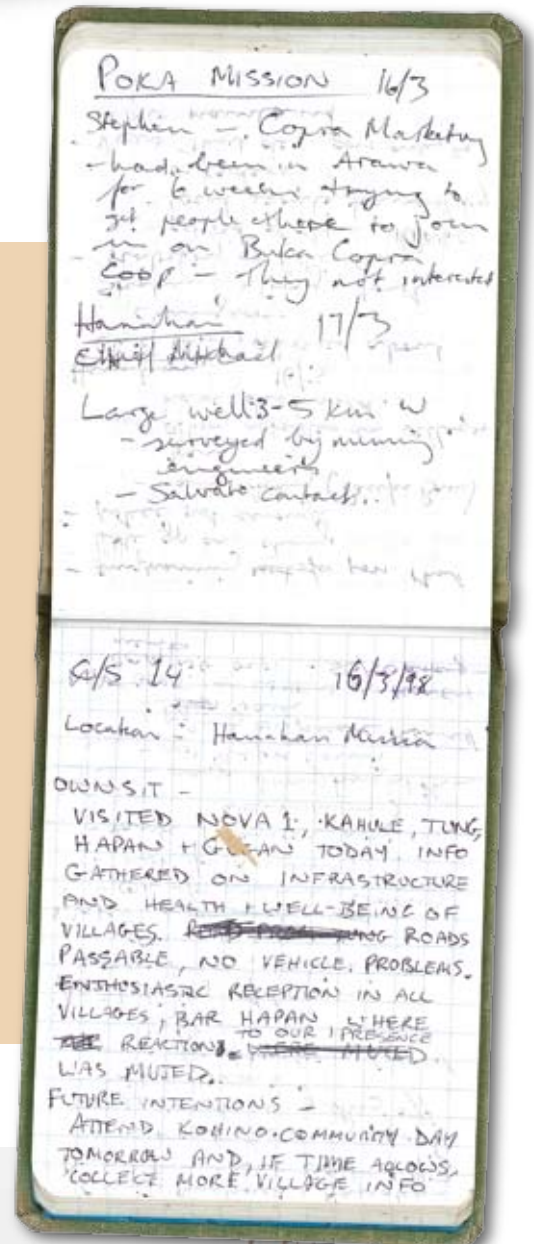 POKA MISSION 16/3
Stephen - Copra Marketing
- had been in Arawa
for 6 weeks trying to
get people there to join
in on Buka Copra
Coop - They not interested
Hanahan 17/3
Large well 3-5 km W
- surveyed by mining
engineers
- Salvato contact..
14 16/3/98
Location : Hanahan Mission
OWNSIT -
VISITED NOVA 1, KAHULE, TUNG,
HAPAN + GOGAN TODAY. INFO
GATHERED ON INFRASTRUCTURE
AND HEALTH + WELL-BEING OF
VILLAGES. ROADS
PASSABLE, NO VEHICLE PROBLEMS.
ENTHUSIASTIC RECEPTION IN ALL
VILLAGES, BAR HAPAN WHERE
REACTION TO OUR PRESENCE
WAS MUTED.
FUTURE INTENTIONS -
ATTEND KOHINO COMMUNITY DAY
TOMORROW AND, IF TIME ALLOWS,
COLLECT MORE VILLAGE INFO